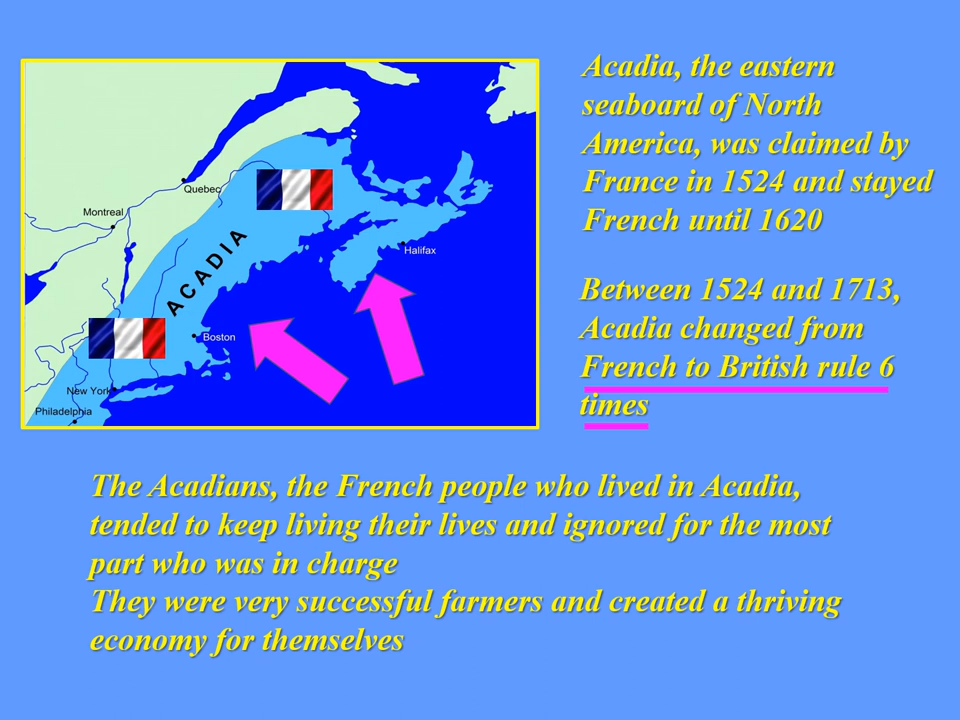 Acadia, the eastern
seaboard of North
America, was claimed by
France in 1524 and stayed
French until 1620
Between 1524 and 1713,
Acadia changed from
French to British rule 6
times
Quebec
Montreal
ACADIA
Halifax
Boston
New York
Philadelphia
The Acadians, the French people who lived in Acadia,
tended to keep living their lives and ignored for the most
part who was in charge
They were very successful farmers and created a thriving
economy for themselves